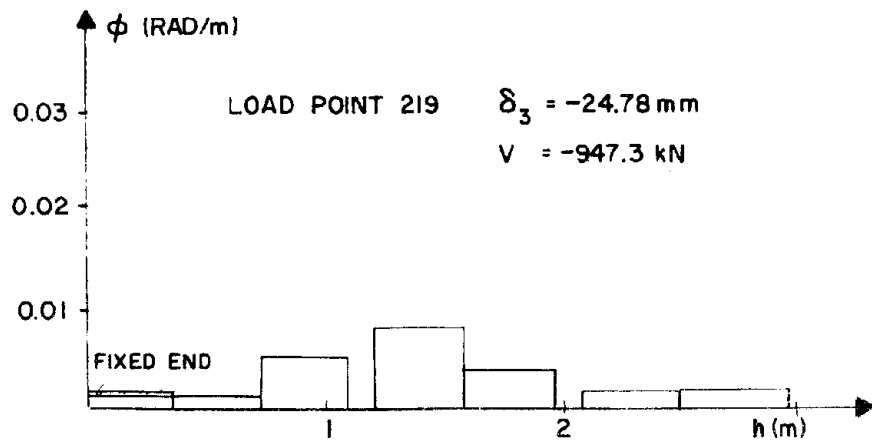 ϕ (RAD/m)
LOAD POINT 219 δ₃ = -24.78 mm
0.03
V = -947.3 kN
0.02
0.01
FIXED END
1 2 h (m)